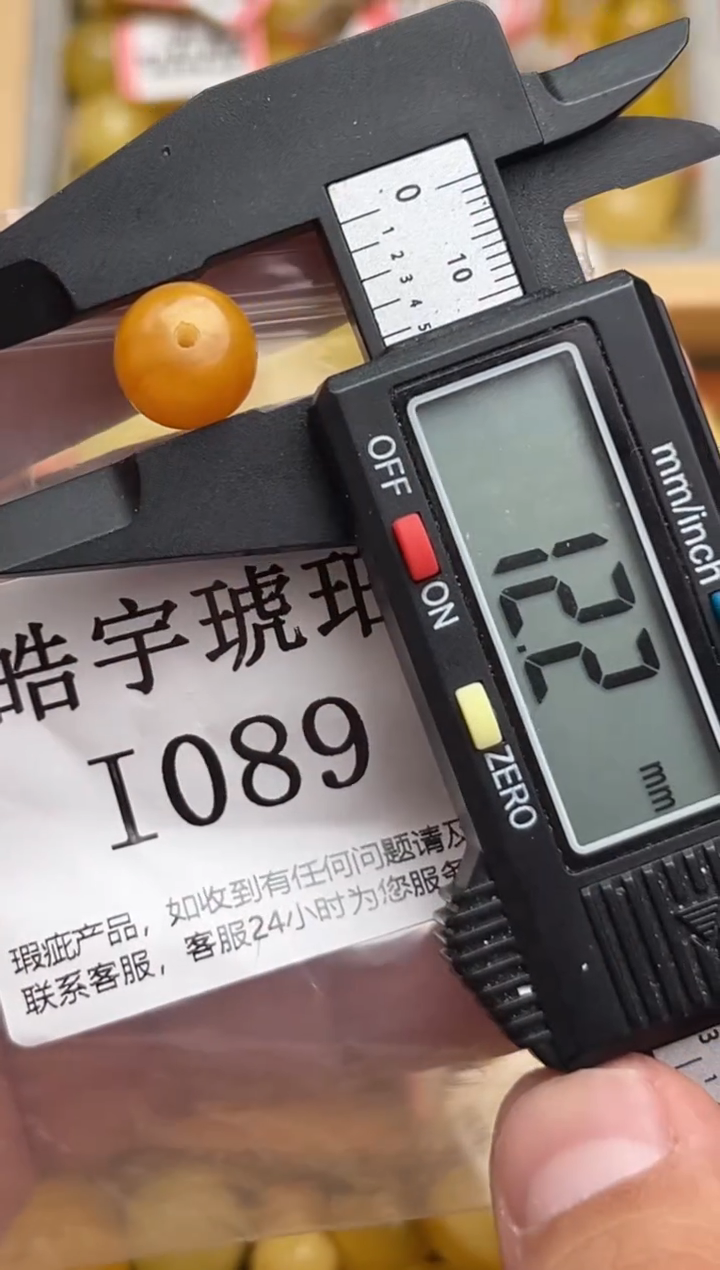 0
10
1 2 3 4 5
OFF
ON
ZERO
mm/inch
12.2
mm
皓宇琥珀
I089
瑕疵产品，如收到有任何问题请及
联系客服，客服24小时为您服务